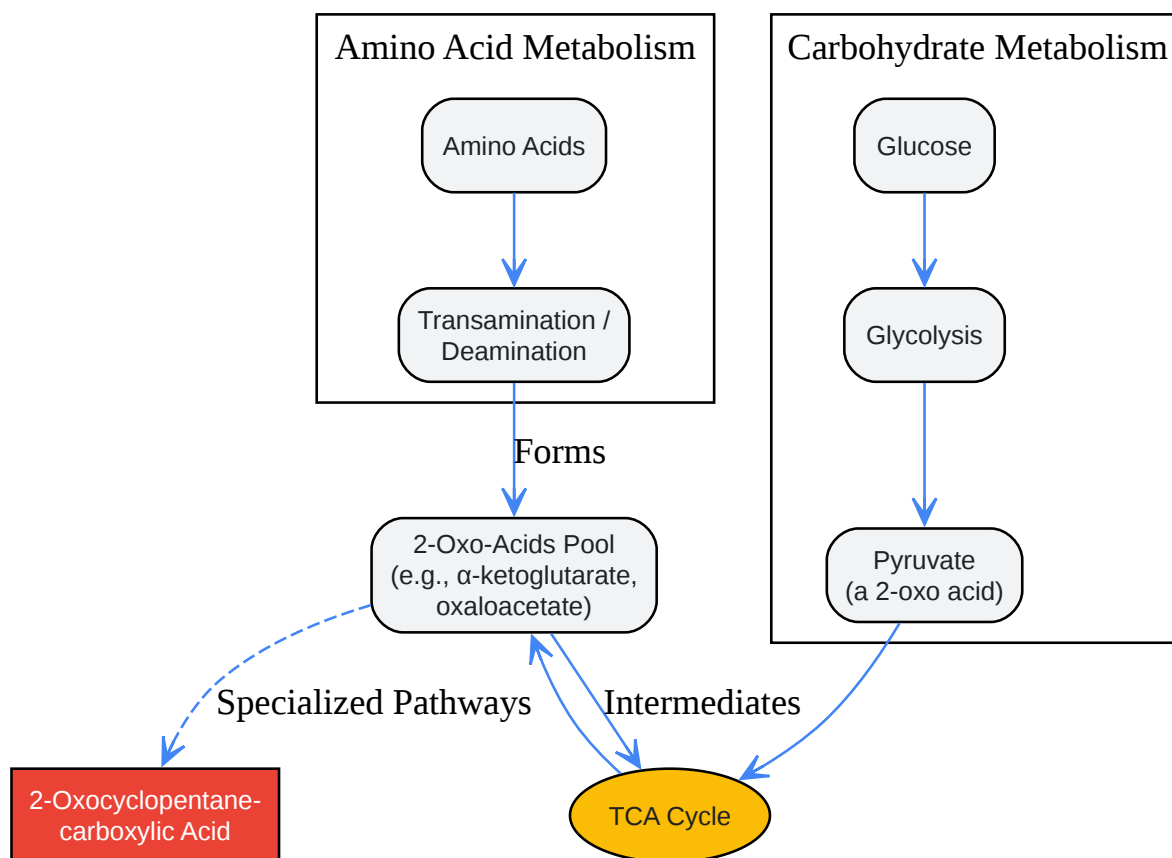 Amino Acid Metabolism
Carbohydrate Metabolism
Amino Acids
Glucose
Transamination /
Deamination
Glycolysis
Forms
2-Oxo-Acids Pool
(e.g., α-ketoglutarate,
oxaloacetate)
Pyruvate
(a 2-oxo acid)
Specialized Pathways
Intermediates
2-Oxocyclopentane-
carboxylic Acid
TCA Cycle